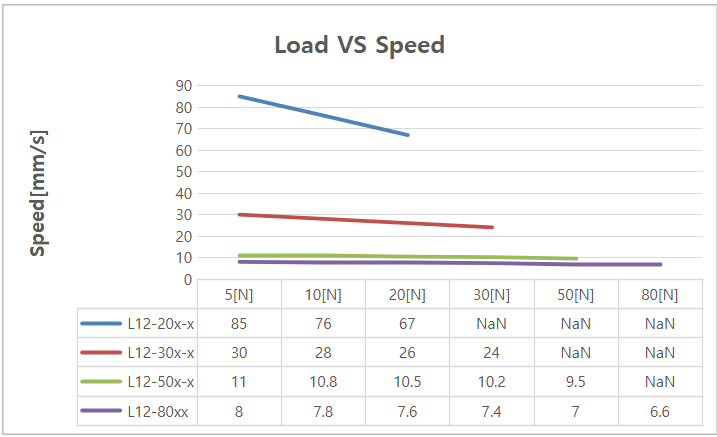 Load VS Speed
Speed[mm/s]
90
80
70
60
50
40
30
20
10
0
5[N] 10[N] 20[N] 30[N] 50[N] 80[N]
L12-20x-x 85 76 67 NaN NaN NaN
L12-30x-x 30 28 26 24 NaN NaN
L12-50x-x 11 10.8 10.5 10.2 9.5 NaN
L12-80xx 8 7.8 7.6 7.4 7 6.6